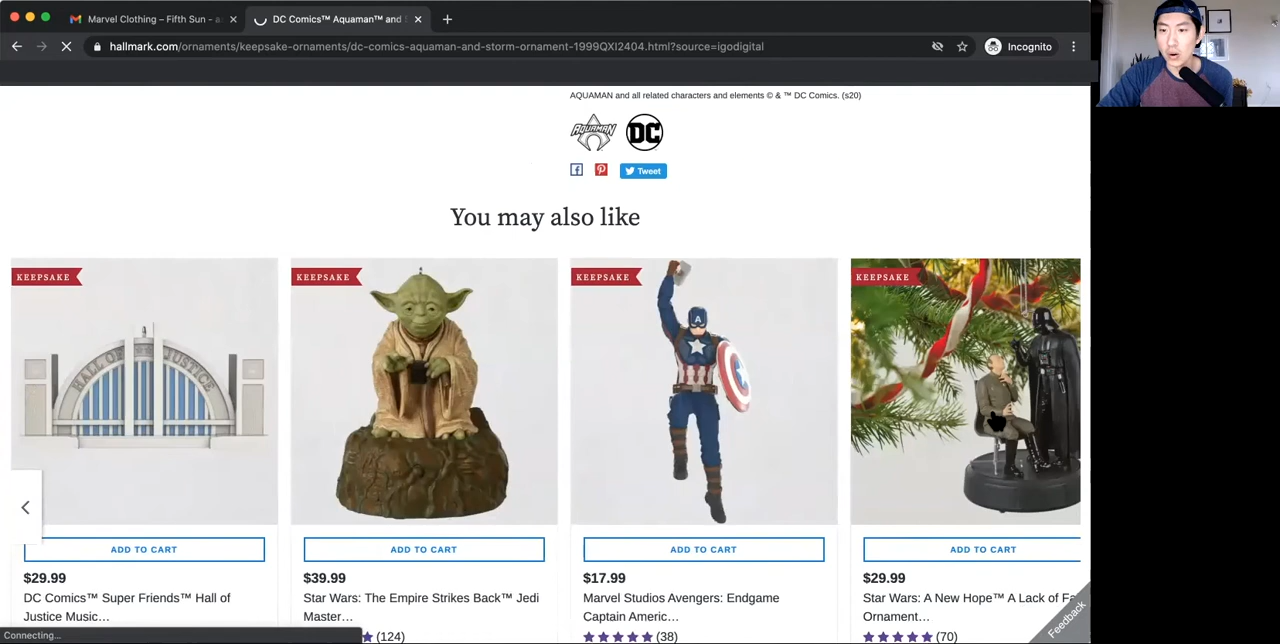 Marvel Clothing – Fifth Sun - a
DC Comics™ Aquaman™ and
hallmark.com/ornaments/keepsake-ornaments/dc-comics-aquaman-and-storm-ornament-1999QXI2404.html?source=igodigital
Incognito
AQUAMAN and all related characters and elements © & ™ DC Comics. (s20)
AQUAMAN
DC
Tweet
You may also like
KEEPSAKE
KEEPSAKE
KEEPSAKE
KEEPSAKE
HALL OF JUSTICE
A
ADD TO CART
ADD TO CART
ADD TO CART
ADD TO CART
$29.99
$39.99
$17.99
$29.99
DC Comics™ Super Friends™ Hall of
Justice Music…
Star Wars: The Empire Strikes Back™ Jedi
Master…
Marvel Studios Avengers: Endgame
Captain Americ…
Star Wars: A New Hope™ A Lack of Fa
Ornament…
(124)
(38)
(70)
Feedback
Connecting...